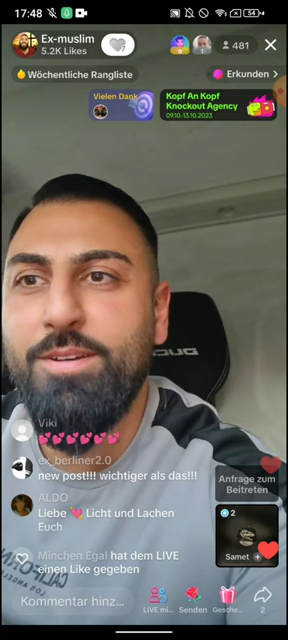 17:48
54
Ex-muslim
5.2K Likes
481
Wöchentliche Rangliste
Erkunden
Vielen Dank
Kopf An Kopf
Knockout Agency
09.10-13.10.2023
Viki
ex_berliner2.0
new post!!! wichtiger als das!!!
ALDO
Liebe 💘 Licht und Lachen
Euch
Minchen Egal hat dem LIVE
einen Like gegeben
Anfrage zum
Beitreten
2
Samet
Kommentar hinz...
LIVE mi...
Senden
Gesche...
2